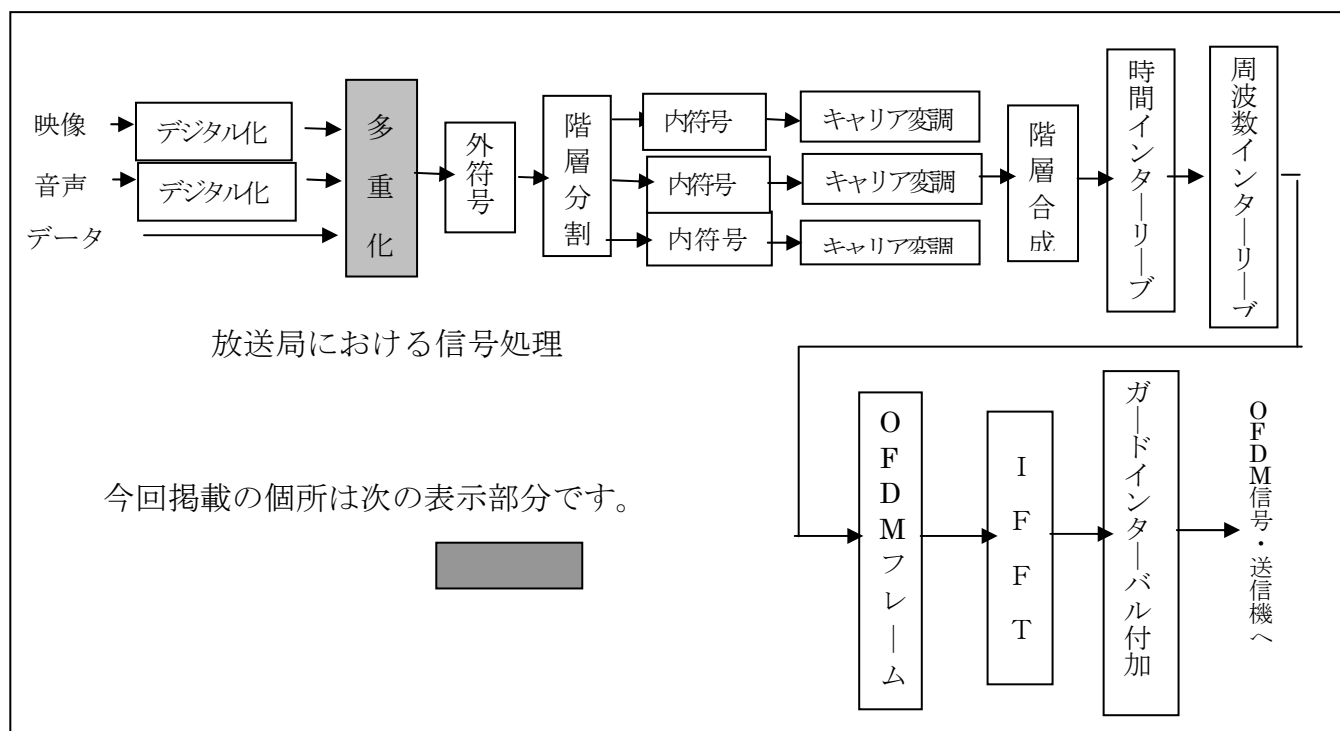 映像
デジタル化
音声
デジタル化
データ
多重化
外符号
階層分割
内符号
キャリア変調
内符号
キャリア変調
内符号
キャリア変調
階層合成
時間インターリーブ
周波数インターリーブ
放送局における信号処理
今回掲載の個所は次の表示部分です。
OFDMフレーム
IFFT
ガードインターバル付加
OFDM信号・送信機へ